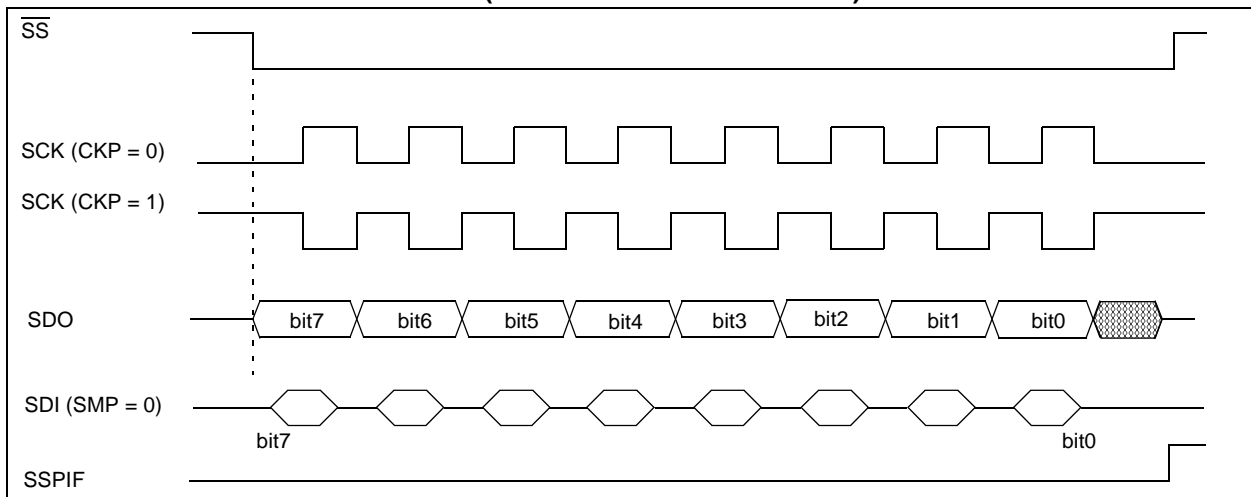 SS
SCK (CKP = 0)
SCK (CKP = 1)
SDO
bit7 bit6 bit5 bit4 bit3 bit2 bit1 bit0
SDI (SMP = 0)
bit7 bit0
SSPIF